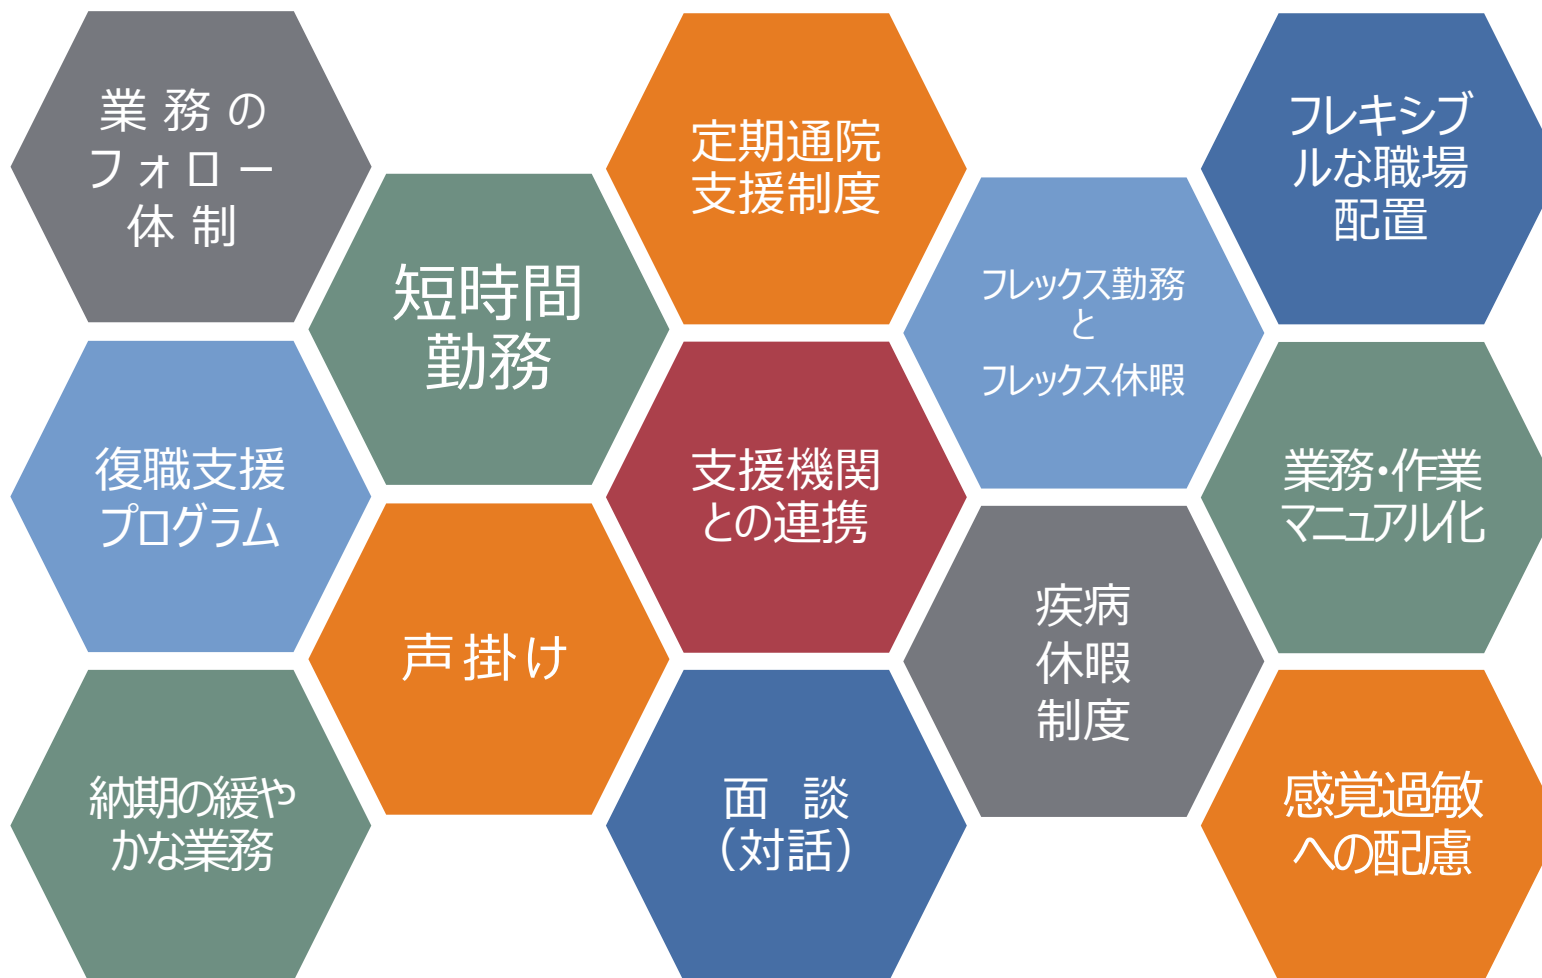 業務の
フォロー
体制
定期通院
支援制度
フレキシブ
ルな職場
配置
短時間
勤務
フレックス勤務
と
フレックス休暇
復職支援
プログラム
支援機関
との連携
業務・作業
マニュアル化
声掛け
疾病
休暇
制度
納期の緩や
かな業務
面 談
（対話）
感覚過敏
への配慮